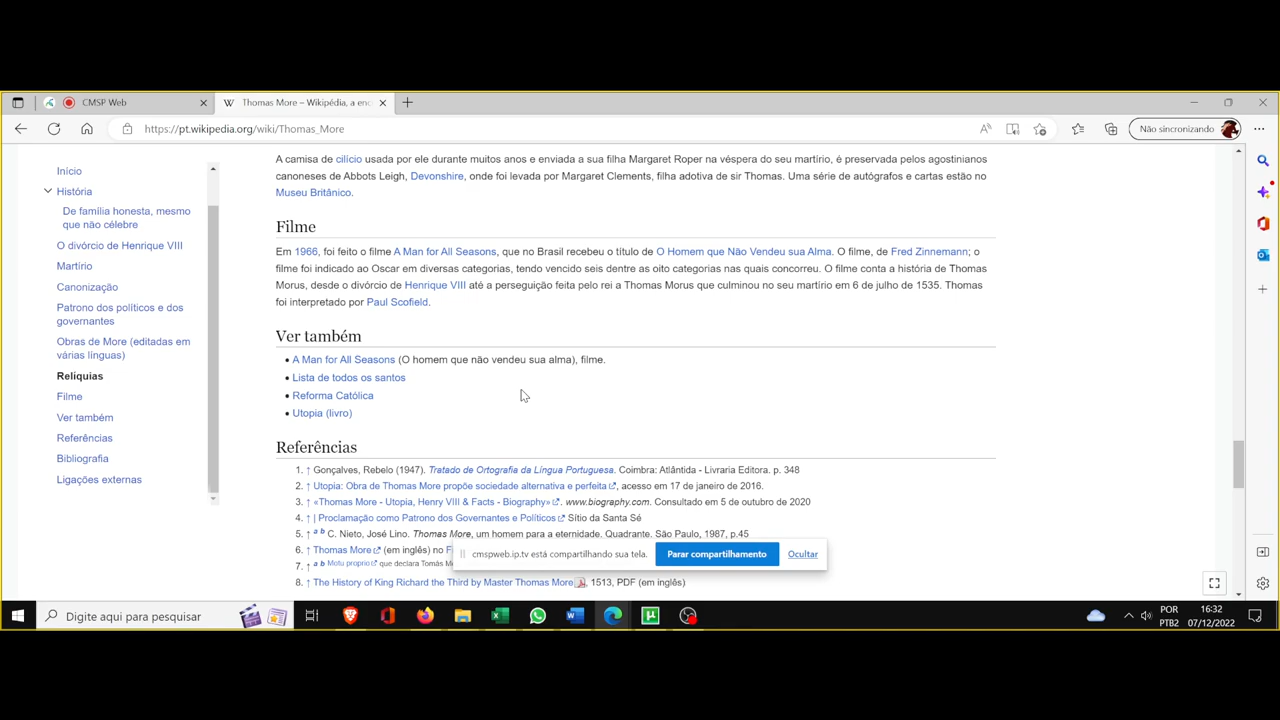 CMSP Web
Thomas More – Wikipédia, a enc
https://pt.wikipedia.org/wiki/Thomas_More
Não sincronizando
Início
História
De família honesta, mesmo
que não célebre
O divórcio de Henrique VIII
Martírio
Canonização
Patrono dos políticos e dos
governantes
Obras de More (editadas em
várias línguas)
Relíquias
Filme
Ver também
Referências
Bibliografia
Ligações externas
A camisa de cilício usada por ele durante muitos anos e enviada a sua filha Margaret Roper na véspera do seu martírio, é preservada pelos agostinianos
canoneses de Abbots Leigh, Devonshire, onde foi levada por Margaret Clements, filha adotiva de sir Thomas. Uma série de autógrafos e cartas estão no
Museu Britânico.
Filme
Em 1966, foi feito o filme A Man for All Seasons, que no Brasil recebeu o título de O Homem que Não Vendeu sua Alma. O filme, de Fred Zinnemann; o
filme foi indicado ao Oscar em diversas categorias, tendo vencido seis dentre as oito categorias nas quais concorreu. O filme conta a história de Thomas
Morus, desde o divórcio de Henrique VIII até a perseguição feita pelo rei a Thomas Morus que culminou no seu martírio em 6 de julho de 1535. Thomas
foi interpretado por Paul Scofield.
Ver também
A Man for All Seasons (O homem que não vendeu sua alma), filme.
Lista de todos os santos
Reforma Católica
Utopia (livro)
Referências
1. ↑ Gonçalves, Rebelo (1947). Tratado de Ortografia da Língua Portuguesa. Coimbra: Atlântida - Livraria Editora. p. 348
2. ↑ Utopia: Obra de Thomas More propõe sociedade alternativa e perfeita, acesso em 17 de janeiro de 2016.
3. ↑ «Thomas More - Utopia, Henry VIII & Facts - Biography». www.biography.com. Consultado em 5 de outubro de 2020
4. ↑ | Proclamação como Patrono dos Governantes e Políticos Sítio da Santa Sé
5. ↑ a b C. Nieto, José Lino. Thomas More, um homem para a eternidade. Quadrante. São Paulo, 1987, p.45
6. ↑ Thomas More (em inglês) no F
7. ↑ a b Motu proprio que declara Tomás M
8. ↑ The History of King Richard the Third by Master Thomas More, 1513, PDF (em inglês)
cmspweb.ip.tv está compartilhando sua tela.
Parar compartilhamento
Ocultar
Digite aqui para pesquisar
POR
PTB2
16:32
07/12/2022